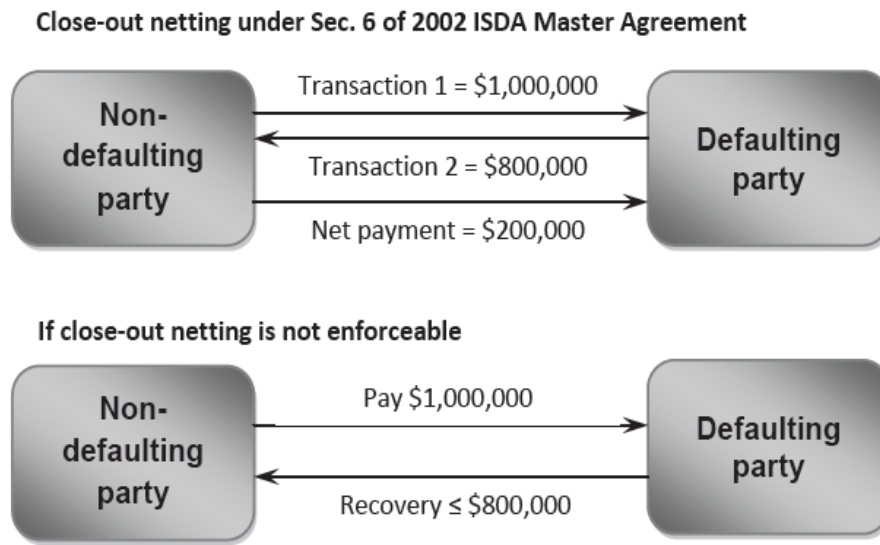 Close-out netting under Sec. 6 of 2002 ISDA Master Agreement
Non-
defaulting
party
Transaction 1 = $1,000,000
Transaction 2 = $800,000
Net payment = $200,000
Defaulting
party
If close-out netting is not enforceable
Non-
defaulting
party
Pay $1,000,000
Recovery ≤ $800,000
Defaulting
party